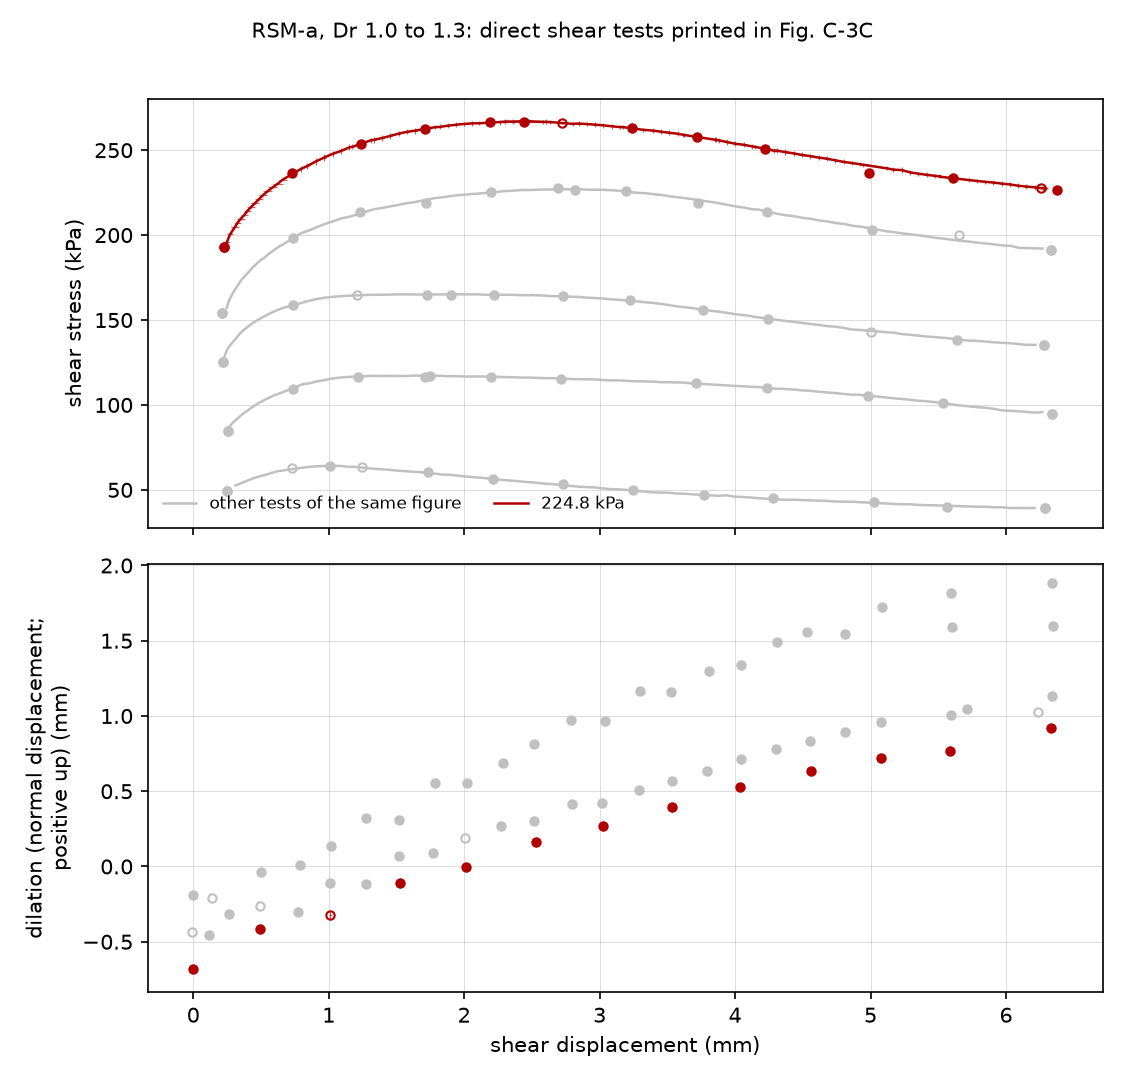 RSM-a, Dr 1.0 to 1.3: direct shear tests printed in Fig. C-3C
shear stress (kPa)
250
200
150
100
50
other tests of the same figure
224.8 kPa
dilation (normal displacement;
positive up) (mm)
2.0
1.5
1.0
0.5
0.0
−0.5
0 1 2 3 4 5 6
shear displacement (mm)